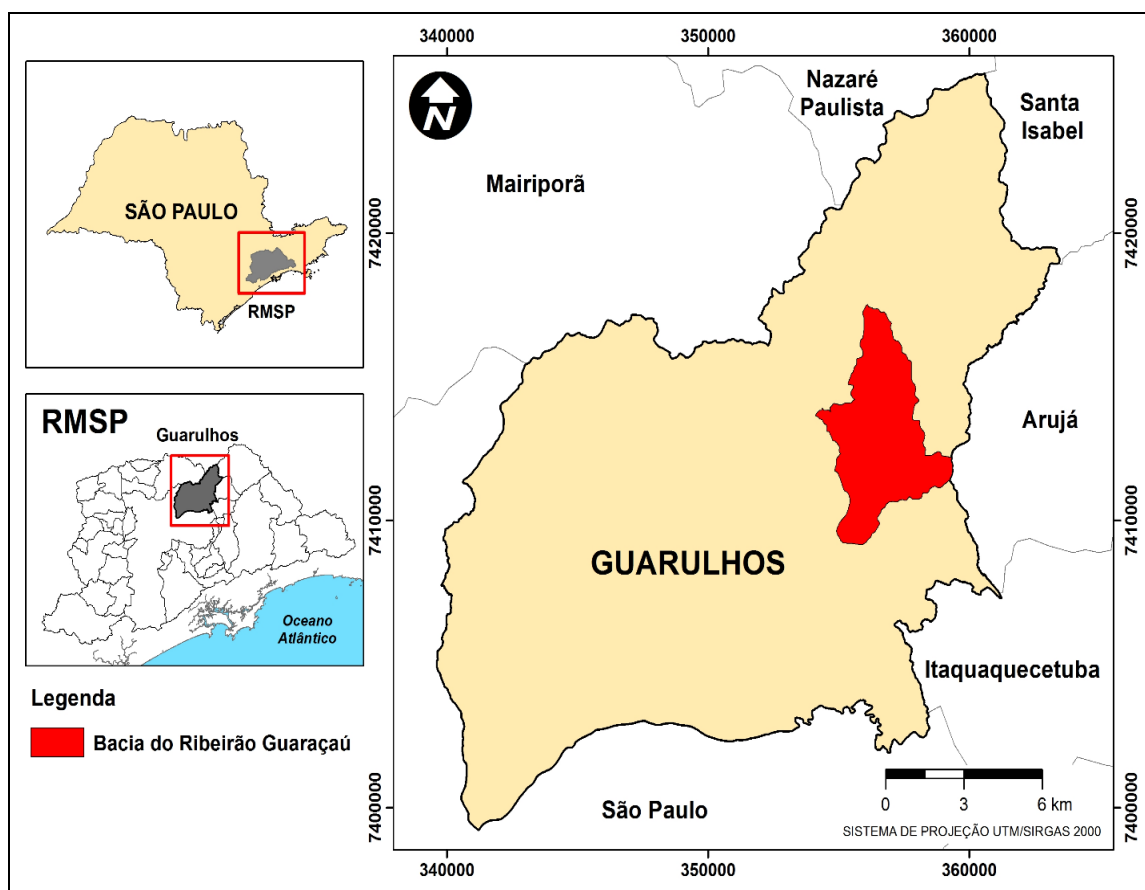 SÃO PAULO
RMSP
RMSP
Guarulhos
Oceano
Atlântico
Legenda
Bacia do Ribeirão Guaraçaú
340000
350000
360000
N
Nazaré
Paulista
Santa
Isabel
Mairiporã
7420000
7420000
Arujá
7410000
7410000
GUARULHOS
Itaquaquecetuba
São Paulo
0 3 6 km
7400000
7400000
SISTEMA DE PROJEÇÃO UTM/SIRGAS 2000
340000
350000
360000